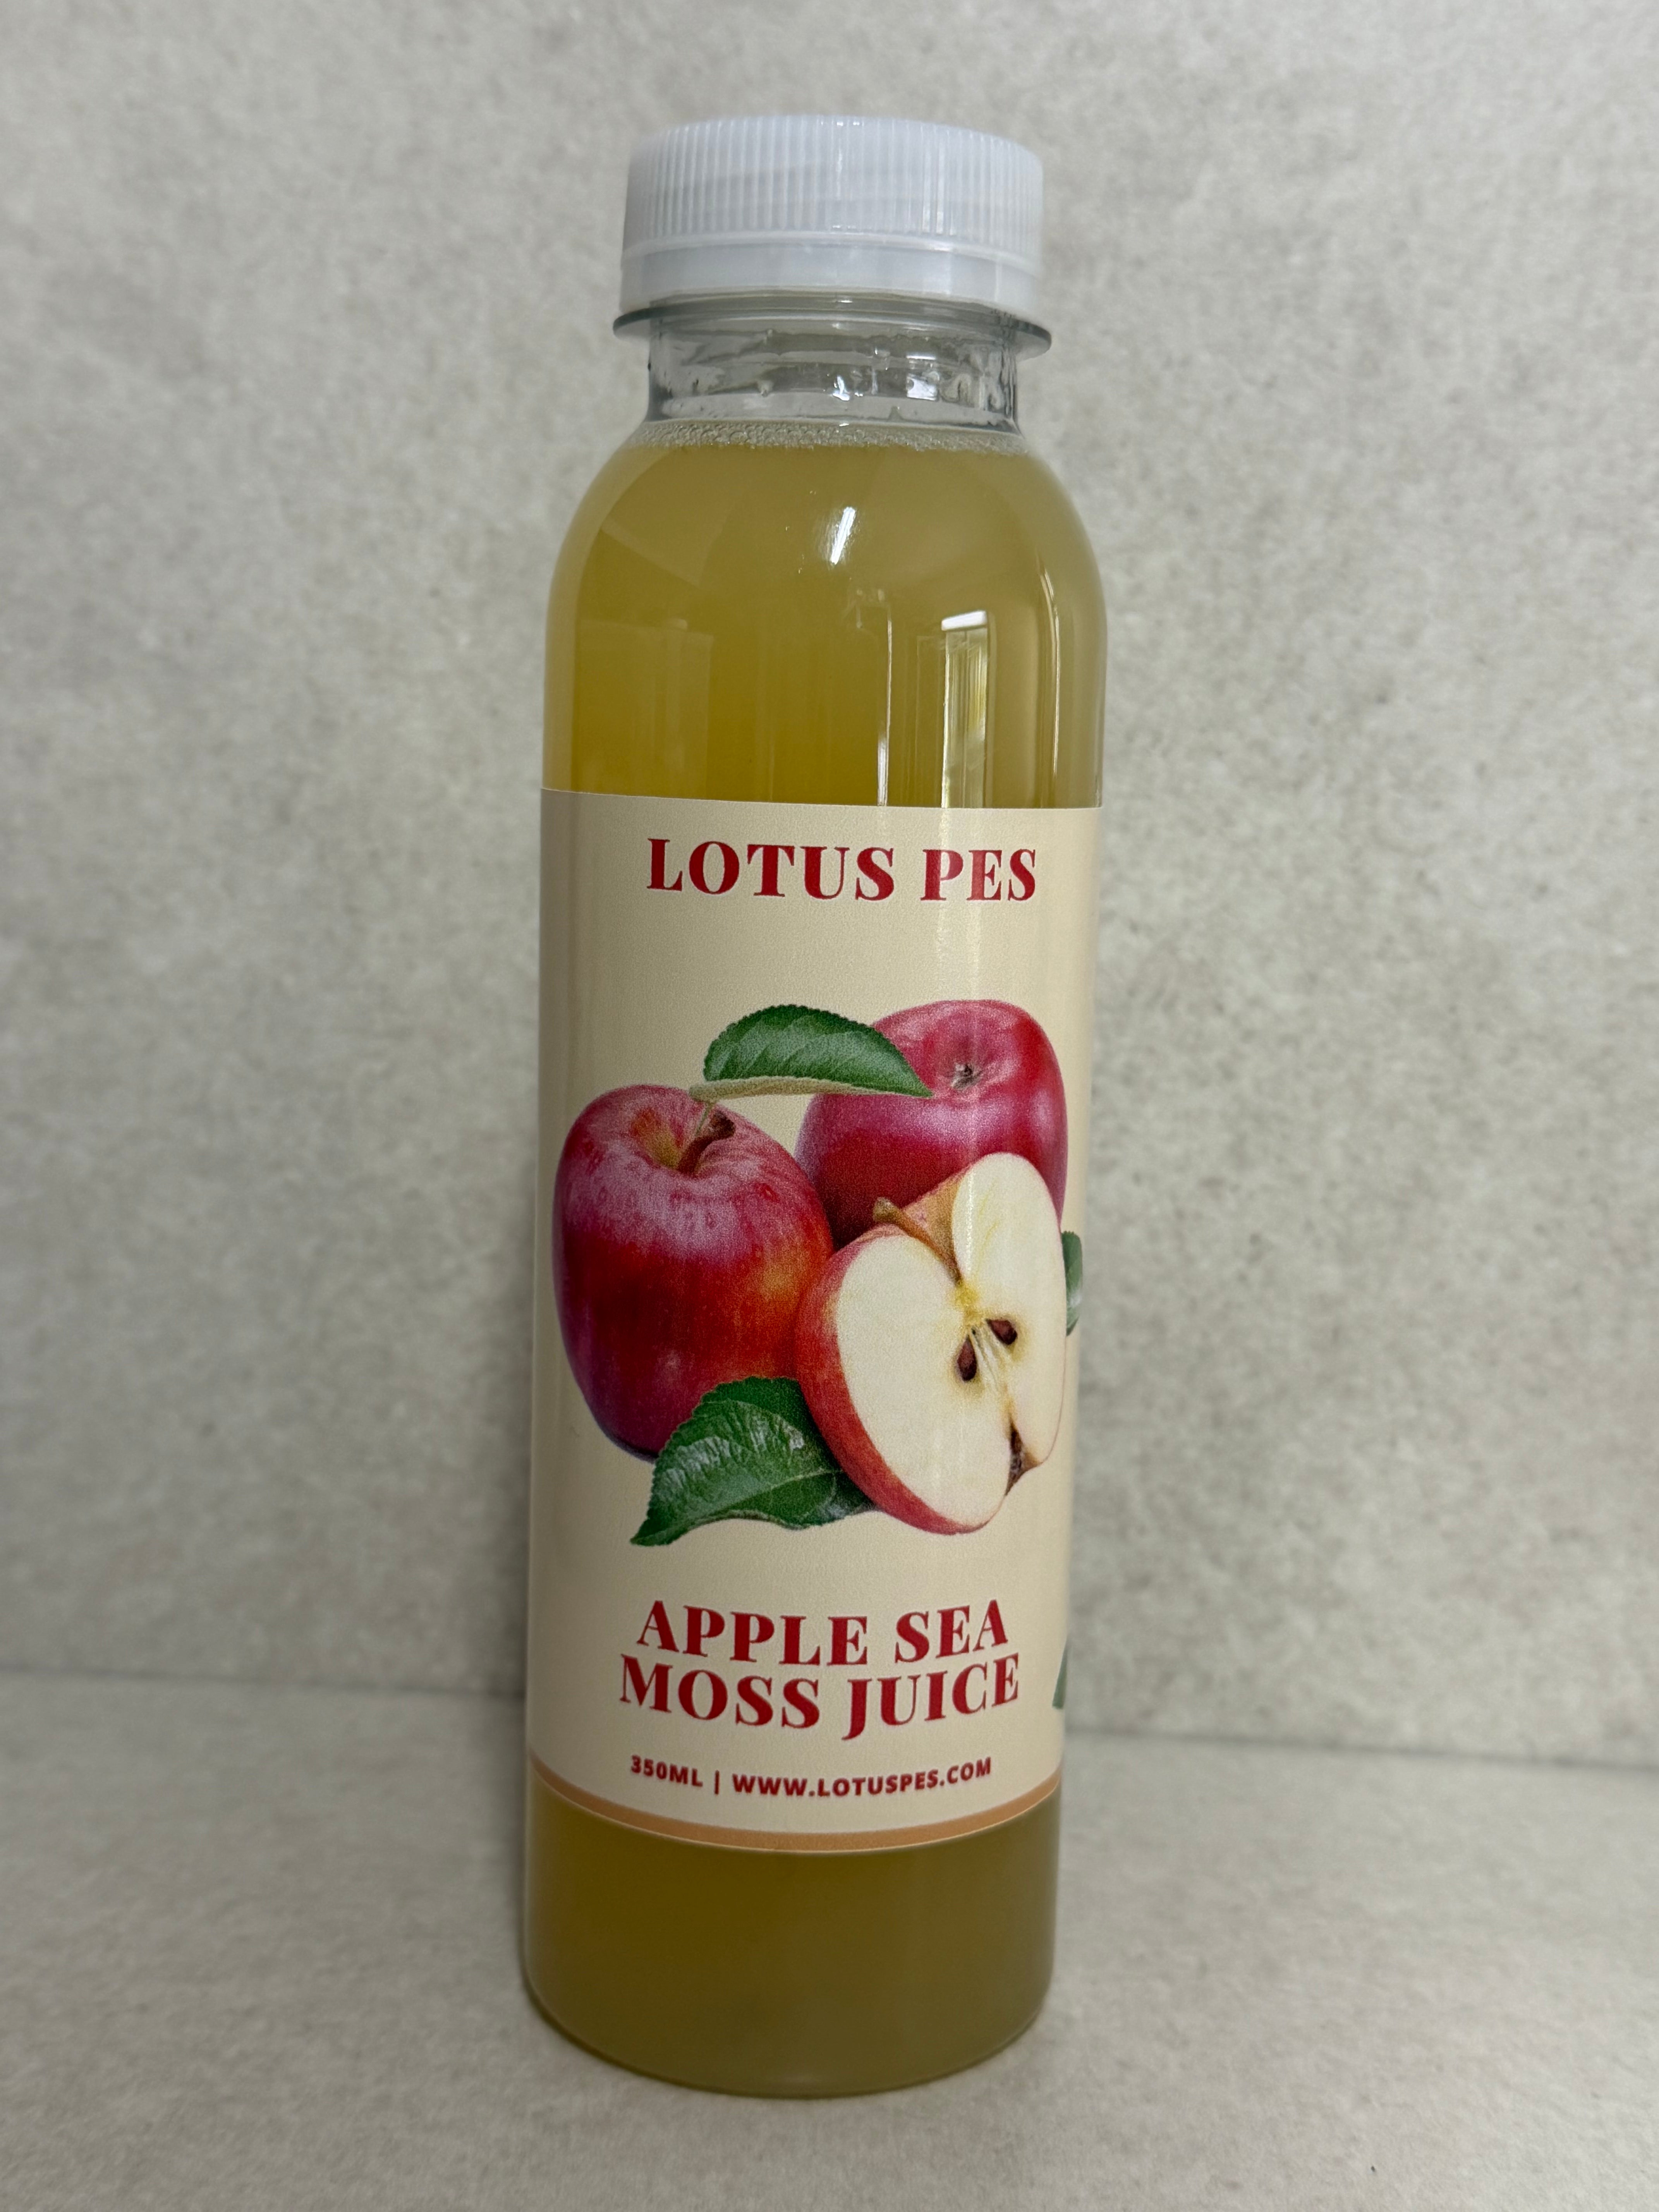 LOTUS PES
APPLE SEA
MOSS JUICE
350ML | WWW.LOTUSPES.COM